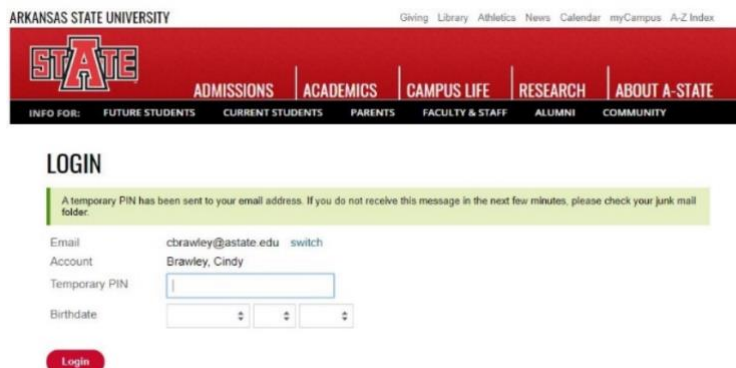 ARKANSAS STATE UNIVERSITY
Giving Library Athletics News Calendar myCampus A-Z Index
STATE
ADMISSIONS ACADEMICS CAMPUS LIFE RESEARCH ABOUT A-STATE
INFO FOR: FUTURE STUDENTS CURRENT STUDENTS PARENTS FACULTY & STAFF ALUMNI COMMUNITY
LOGIN
A temporary PIN has been sent to your email address. If you do not receive this message in the next few minutes, please check your junk mail
folder.
Email cbrawley@astate.edu switch
Account Brawley, Cindy
Temporary PIN
Birthdate
Login